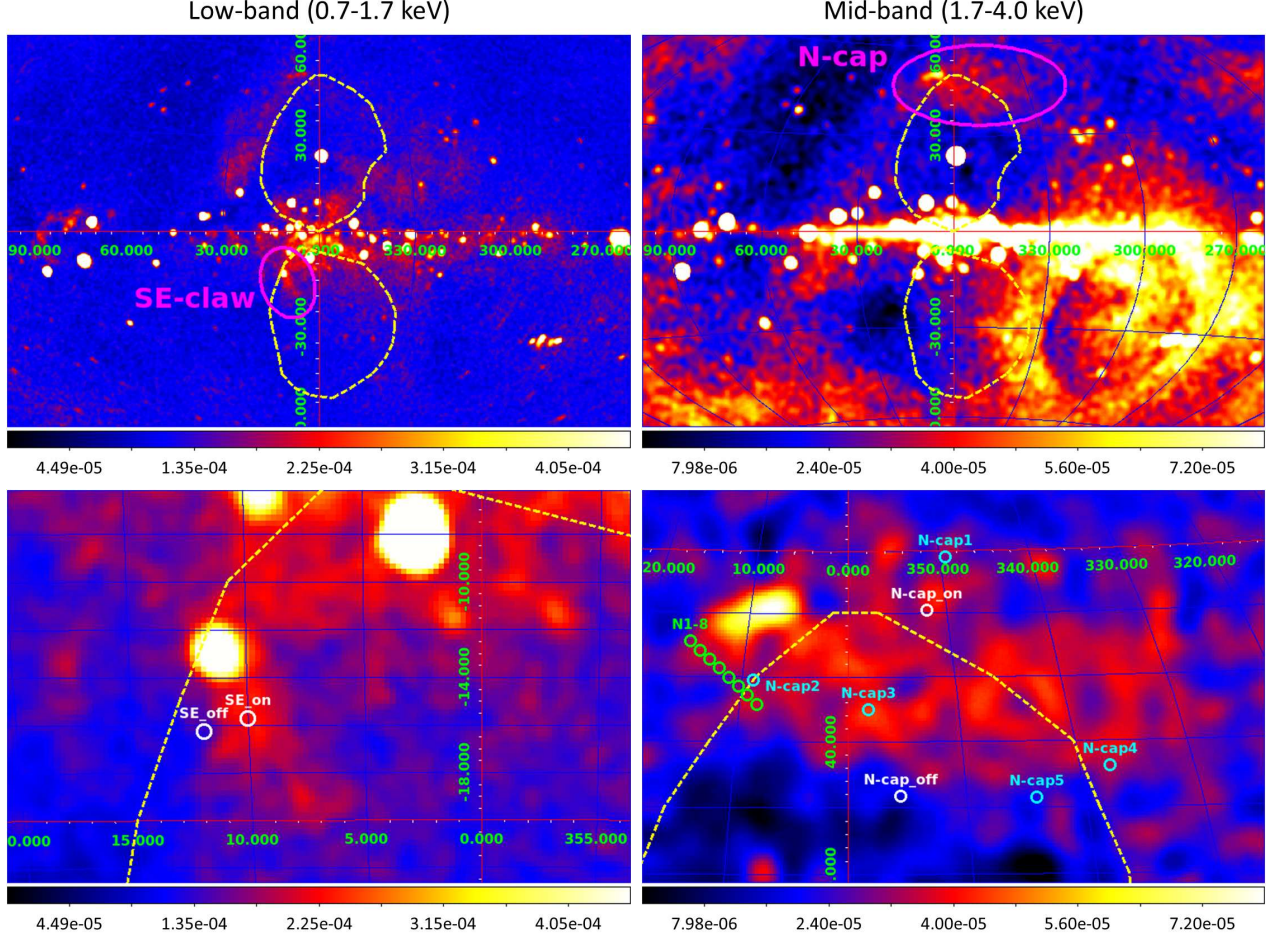 Low-band (0.7-1.7 keV)
Mid-band (1.7-4.0 keV)
60.00
30.000
90.000 60.000 30.000 330.000 300.000 270.000
SE-claw
-30.000
N-cap
60.0
30.000
90.000 60.000 30.000 330.000 300.000 270.000
-30.000
4.49e-05 1.35e-04 2.25e-04 3.15e-04 4.05e-04
7.98e-06 2.40e-05 4.00e-05 5.60e-05 7.20e-05
-10.000
-14.000
SE_on
SE_off
-18.000
0.000 15.000 10.000 5.000 0.000 355.000
N-cap1
20.000 10.000 0.000 350.000 340.000 330.000 320.000
N-cap_on
N1-8
N-cap2
N-cap3
40.000
N-cap4
N-cap_off
N-cap5
.000
4.49e-05 1.35e-04 2.25e-04 3.15e-04 4.05e-04
7.98e-06 2.40e-05 4.00e-05 5.60e-05 7.20e-05